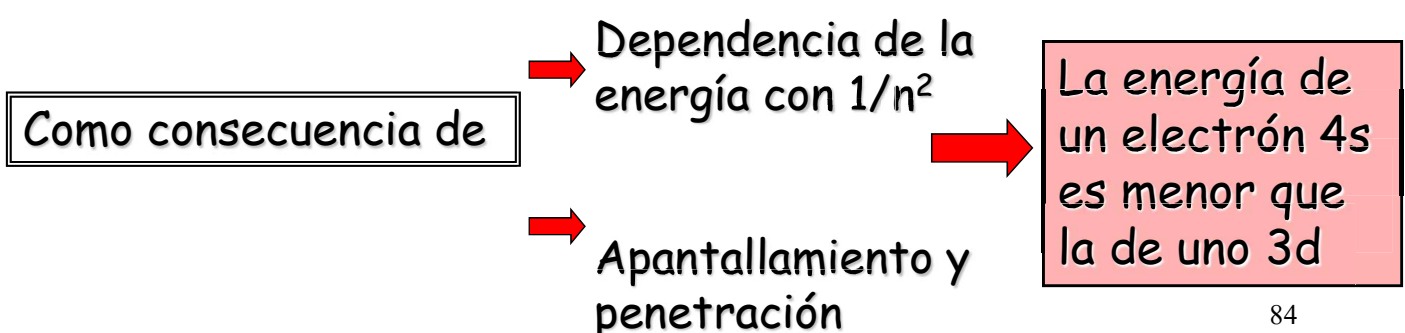 Como consecuencia de
Dependencia de la
energía con 1/n²
Apantallamiento y
penetración
La energía de
un electrón 4s
es menor que
la de uno 3d
84